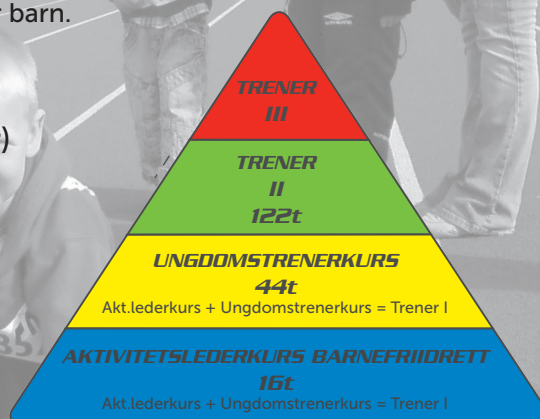 barn.
)
TRENER
III
TRENER
II
122t
UNGDOMSTRENERKURS
44t
Akt.lederkurs + Ungdomstrenerkurs = Trener I
AKTIVITETSLEDERKURS BARNEFRIIDRETT
16t
Akt.lederkurs + Ungdomstrenerkurs = Trener I